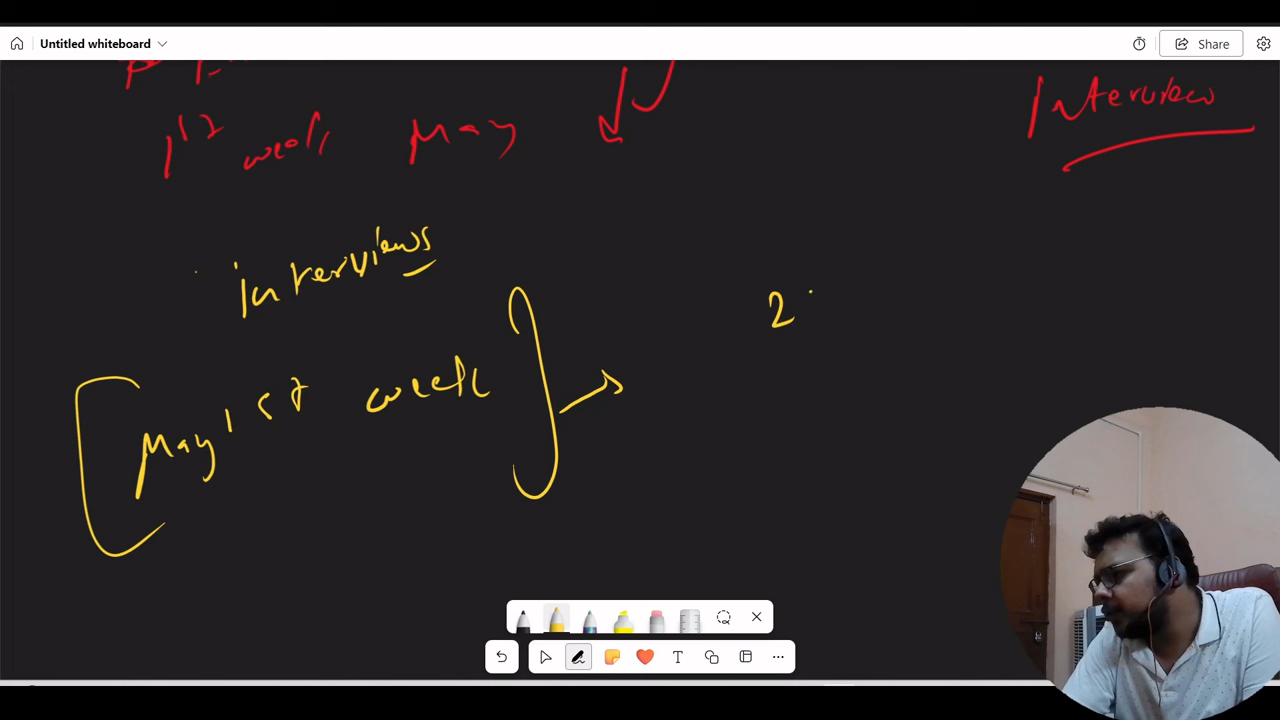 Untitled whiteboard
Share
1st week May
Interview
interviews
May 1st week
2